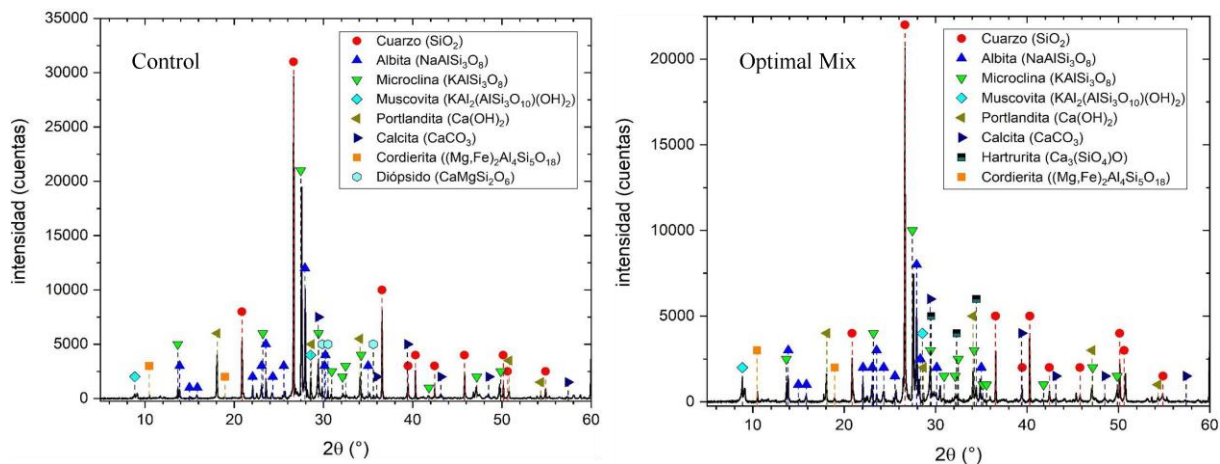 35000
30000
25000
20000
15000
10000
5000
0
intensidad (cuentas)
Control
Cuarzo (SiO₂)
Albita (NaAlSi₃O₈)
Microclina (KAlSi₃O₈)
Muscovita (KAl₂(AlSi₃O₁₀)(OH)₂)
Portlandita (Ca(OH)₂)
Calcita (CaCO₃)
Cordierita ((Mg,Fe)₂Al₄Si₅O₁₈)
Diópsido (CaMgSi₂O₆)
10 20 30 40 50 60
2θ (°)
20000
15000
10000
5000
0
intensidad (cuentas)
Optimal Mix
Cuarzo (SiO₂)
Albita (NaAlSi₃O₈)
Microclina (KAlSi₃O₈)
Muscovita (KAl₂(AlSi₃O₁₀)(OH)₂)
Portlandita (Ca(OH)₂)
Calcita (CaCO₃)
Hartrurita (Ca₃(SiO₄)O)
Cordierita ((Mg,Fe)₂Al₄Si₅O₁₈)
10 20 30 40 50 60
2θ (°)